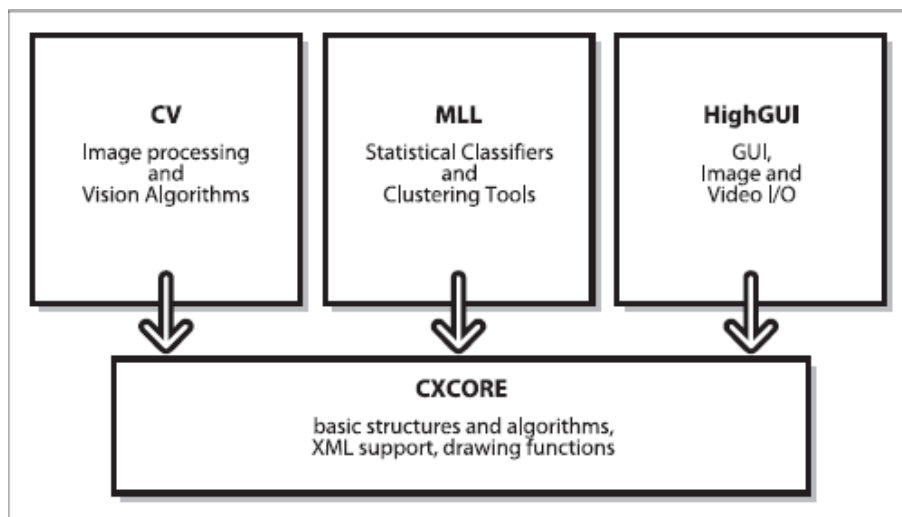 CV
Image processing
and
Vision Algorithms
MLL
Statistical Classifiers
and
Clustering Tools
HighGUI
GUI,
Image and
Video I/O
CXCORE
basic structures and algorithms,
XML support, drawing functions